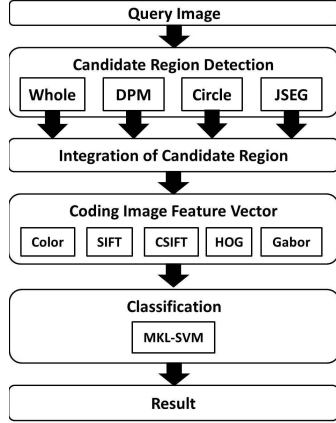 Query Image
Candidate Region Detection
Whole DPM Circle JSEG
Integration of Candidate Region
Coding Image Feature Vector
Color SIFT CSIFT HOG Gabor
Classification
MKL-SVM
Result